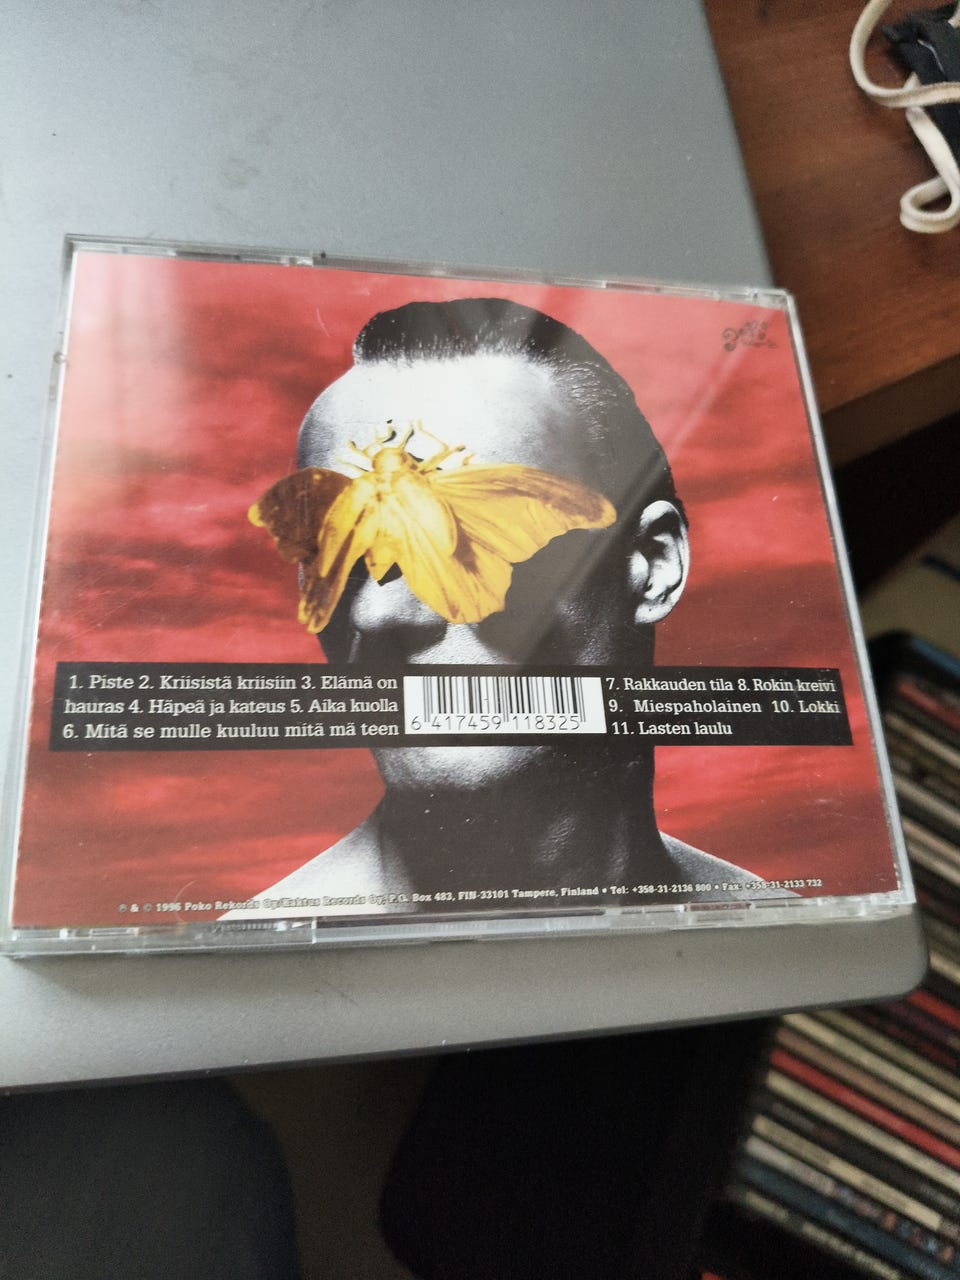 1. Piste 2. Kriisistä kriisiin 3. Elämä on
hauras 4. Häpeä ja kateus 5. Aika kuolla
6. Mitä se mulle kuuluu mitä mä teen
6 417459 118325
7. Rakkauden tila 8. Rokin kreivi
9. Miespaholainen 10. Lokki
11. Lasten laulu
℗ & © 1996 Poko Rekords Oy/Kaktus Records Oy, P.O. Box 483, FIN-33101 Tampere, Finland • Tel: +358-31-2136 800 • Fax: +358-31-2133 732